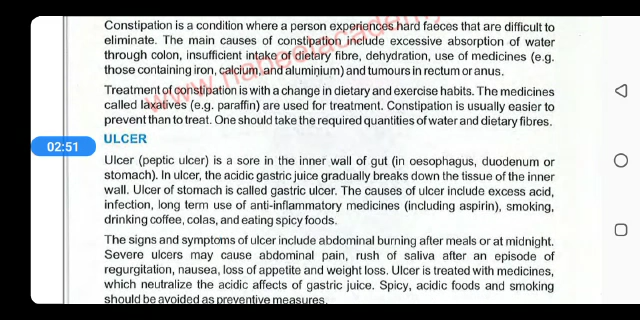 Constipation is a condition where a person experiences hard faeces that are difficult to
eliminate. The main causes of constipation include excessive absorption of water
through colon, insufficient intake of dietary fibre, dehydration, use of medicines (e.g.
those containing iron, calcium, and aluminium) and tumours in rectum or anus.
Treatment of constipation is with a change in dietary and exercise habits. The medicines
called laxatives (e.g. paraffin) are used for treatment. Constipation is usually easier to
prevent than to treat. One should take the required quantities of water and dietary fibres.
ULCER
02:51
Ulcer (peptic ulcer) is a sore in the inner wall of gut (in oesophagus, duodenum or
stomach). In ulcer, the acidic gastric juice gradually breaks down the tissue of the inner
wall. Ulcer of stomach is called gastric ulcer. The causes of ulcer include excess acid,
infection, long term use of anti-inflammatory medicines (including aspirin), smoking,
drinking coffee, colas, and eating spicy foods.
The signs and symptoms of ulcer include abdominal burning after meals or at midnight.
Severe ulcers may cause abdominal pain, rush of saliva after an episode of
regurgitation, nausea, loss of appetite and weight loss. Ulcer is treated with medicines,
which neutralize the acidic affects of gastric juice. Spicy, acidic foods and smoking
should be avoided as preventive measures.